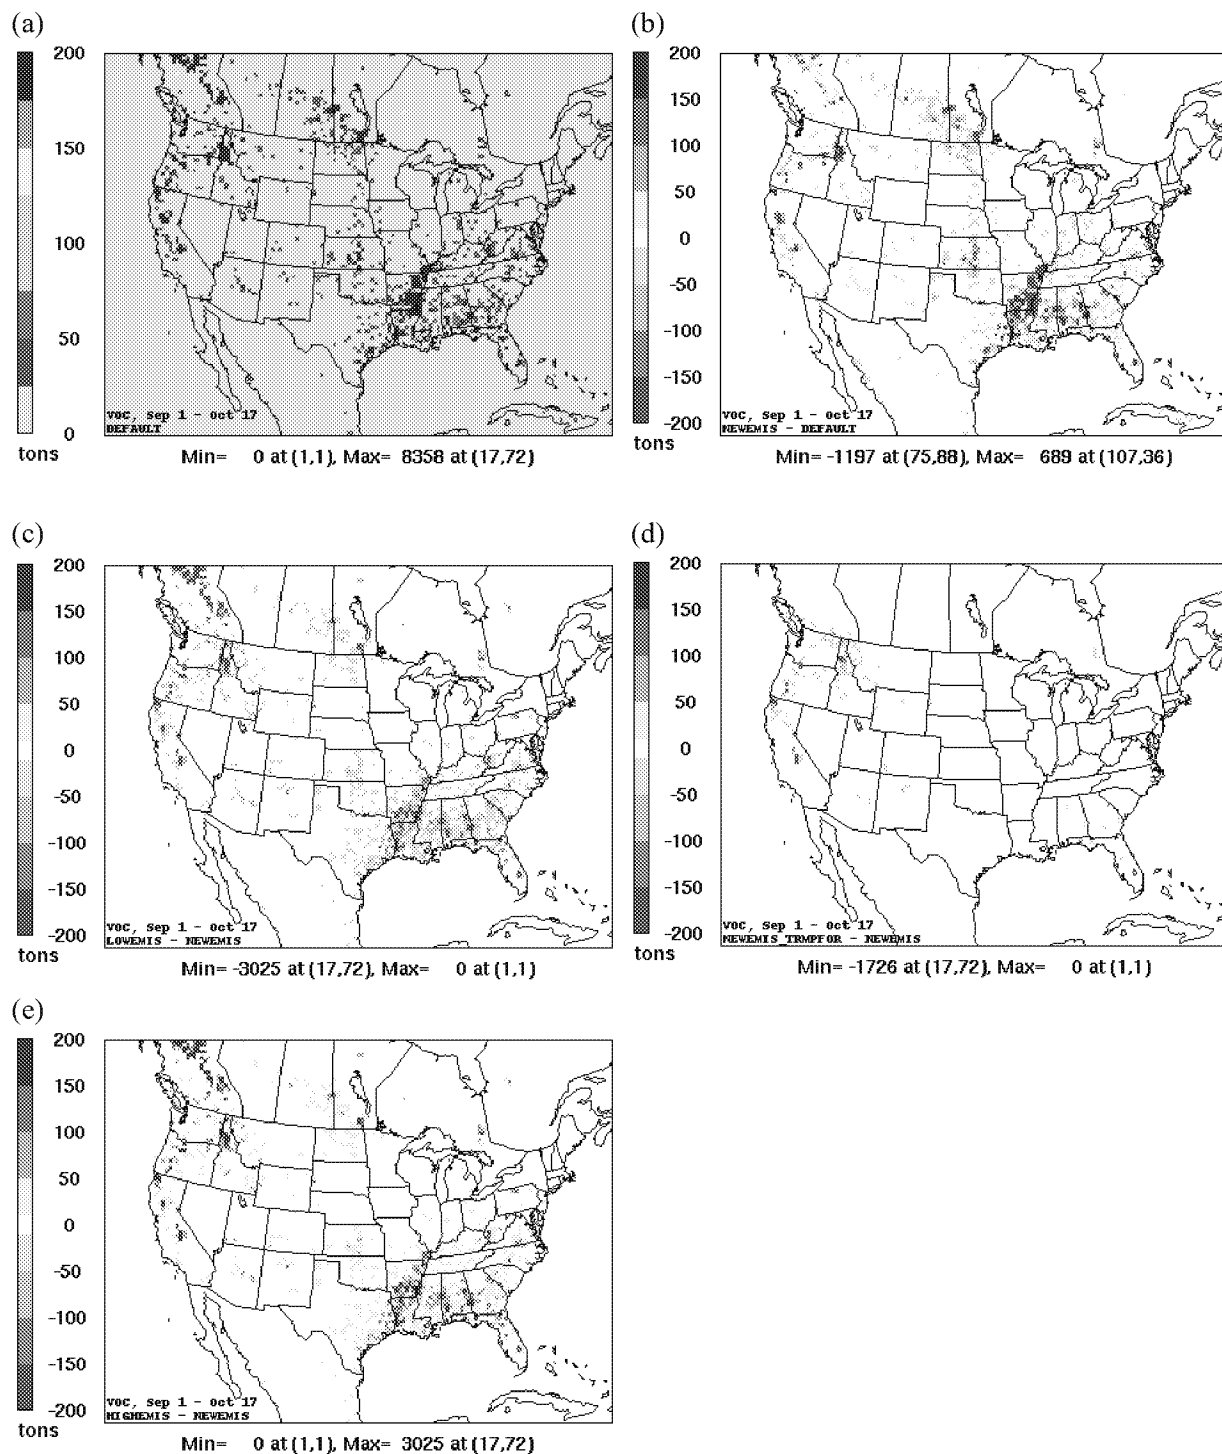 (a)
200
150
100
50
0
tons
VOC, Sep 1 - Oct 17
DEFAULT
Min= 0 at (1,1), Max= 8358 at (17,72)
(b)
200
150
100
50
0
-50
-100
-150
-200
tons
VOC, Sep 1 - Oct 17
NEWEMIS - DEFAULT
Min= -1197 at (75,88), Max= 689 at (107,36)
(c)
200
150
100
50
0
-50
-100
-150
-200
tons
VOC, Sep 1 - Oct 17
LOWEMIS - NEWEMIS
Min= -3025 at (17,72), Max= 0 at (1,1)
(d)
200
150
100
50
0
-50
-100
-150
-200
tons
VOC, Sep 1 - Oct 17
NEWEMIS_TRMPFOR - NEWEMIS
Min= -1726 at (17,72), Max= 0 at (1,1)
(e)
200
150
100
50
0
-50
-100
-150
-200
tons
VOC, Sep 1 - Oct 17
HIGHEMIS - NEWEMIS
Min= 0 at (1,1), Max= 3025 at (17,72)